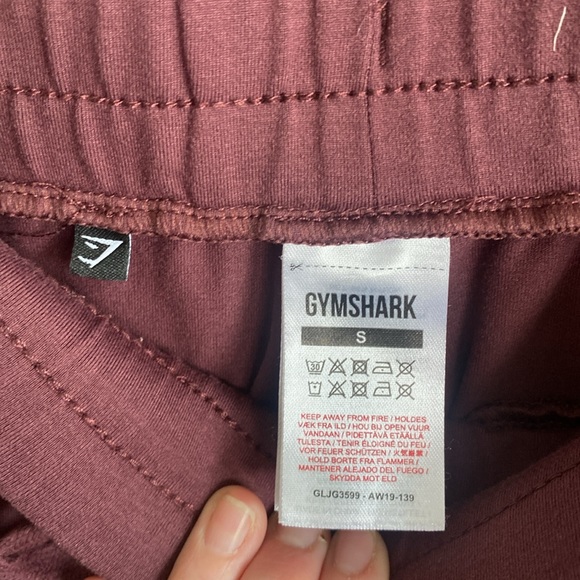 GYMSHARK
S
30
KEEP AWAY FROM FIRE / HOLDES
VÆK FRA ILD / HOU BIJ OPEN VUUR
VANDAAN / PIDETTÄVÄ ETÄÄLLÄ
TULESTA / TENIR ÉLOIGNÉ DU FEU /
VOR FEUER SCHÜTZEN / 火気厳禁 /
HOLD BORTE FRA FLAMMER /
MANTENER ALEJADO DEL FUEGO /
SKYDDA MOT ELD
GLJG3599 - AW19-139